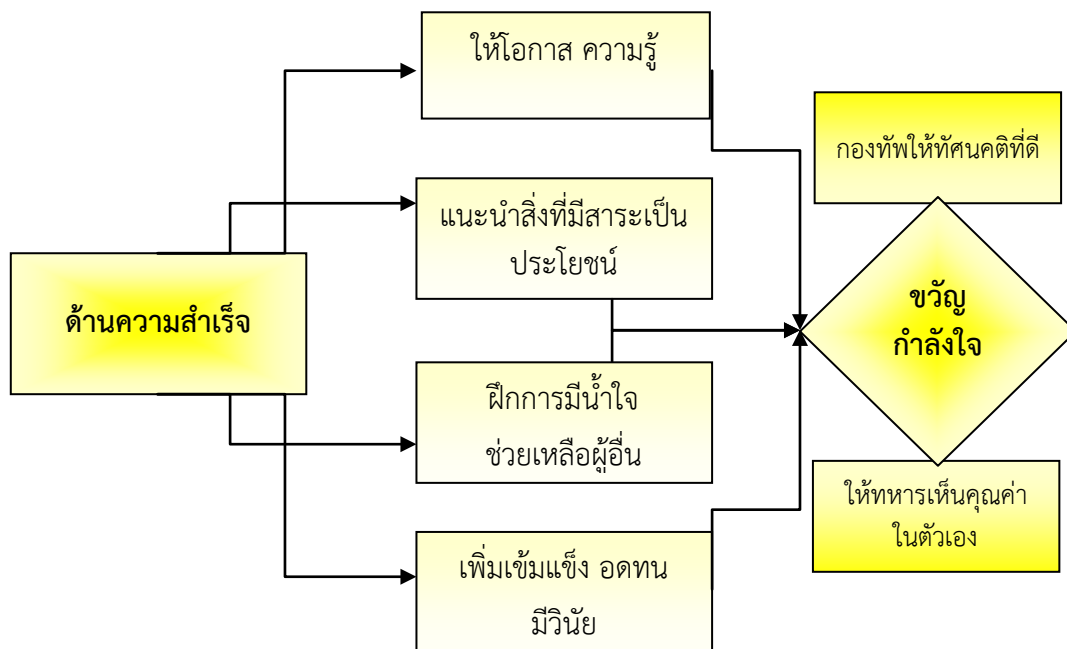 ให้โอกาส ความรู้
กองทัพให้ทัศนคติที่ดี
แนะนำสิ่งที่มีสาระเป็น
ประโยชน์
ด้านความสำเร็จ
ขวัญ
กำลังใจ
ฝึกการมีน้ำใจ
ช่วยเหลือผู้อื่น
ให้ทหารเห็นคุณค่า
ในตัวเอง
เพิ่มเข้มแข็ง อดทน
มีวินัย